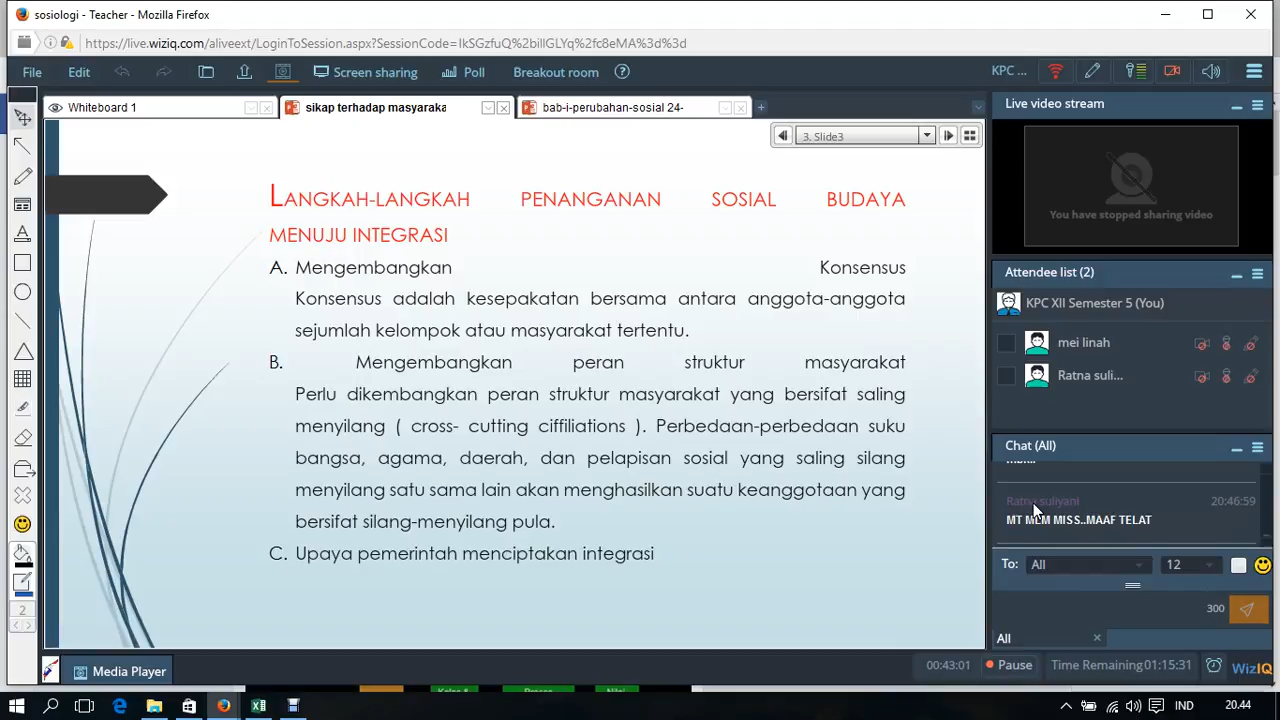 sosiologi - Teacher - Mozilla Firefox
https://live.wiziq.com/aliveext/LoginToSession.aspx?SessionCode=IkSGzfuQ%2billGLYq%2fc8eMA%3d%3d
File Edit Screen sharing Poll Breakout room KPC ...
Whiteboard 1 sikap terhadap masyaraka bab-i-perubahan-sosial 24-
Live video stream
3. Slide3
You have stopped sharing video
LANGKAH-LANGKAH PENANGANAN SOSIAL BUDAYA
MENUJU INTEGRASI
A. Mengembangkan Konsensus
Konsensus adalah kesepakatan bersama antara anggota-anggota
sejumlah kelompok atau masyarakat tertentu.
B. Mengembangkan peran struktur masyarakat
Perlu dikembangkan peran struktur masyarakat yang bersifat saling
menyilang ( cross- cutting ciffiliations ). Perbedaan-perbedaan suku
bangsa, agama, daerah, dan pelapisan sosial yang saling silang
menyilang satu sama lain akan menghasilkan suatu keanggotaan yang
bersifat silang-menyilang pula.
C. Upaya pemerintah menciptakan integrasi
Attendee list (2)
KPC XII Semester 5 (You)
mei linah
Ratna suli...
Chat (All)
Ratna suliyani 20:46:59
MT MLM MISS..MAAF TELAT
To: All 12
300
All
2
Media Player
00:43:01 Pause Time Remaining 01:15:31 WizIQ
IND 20.44